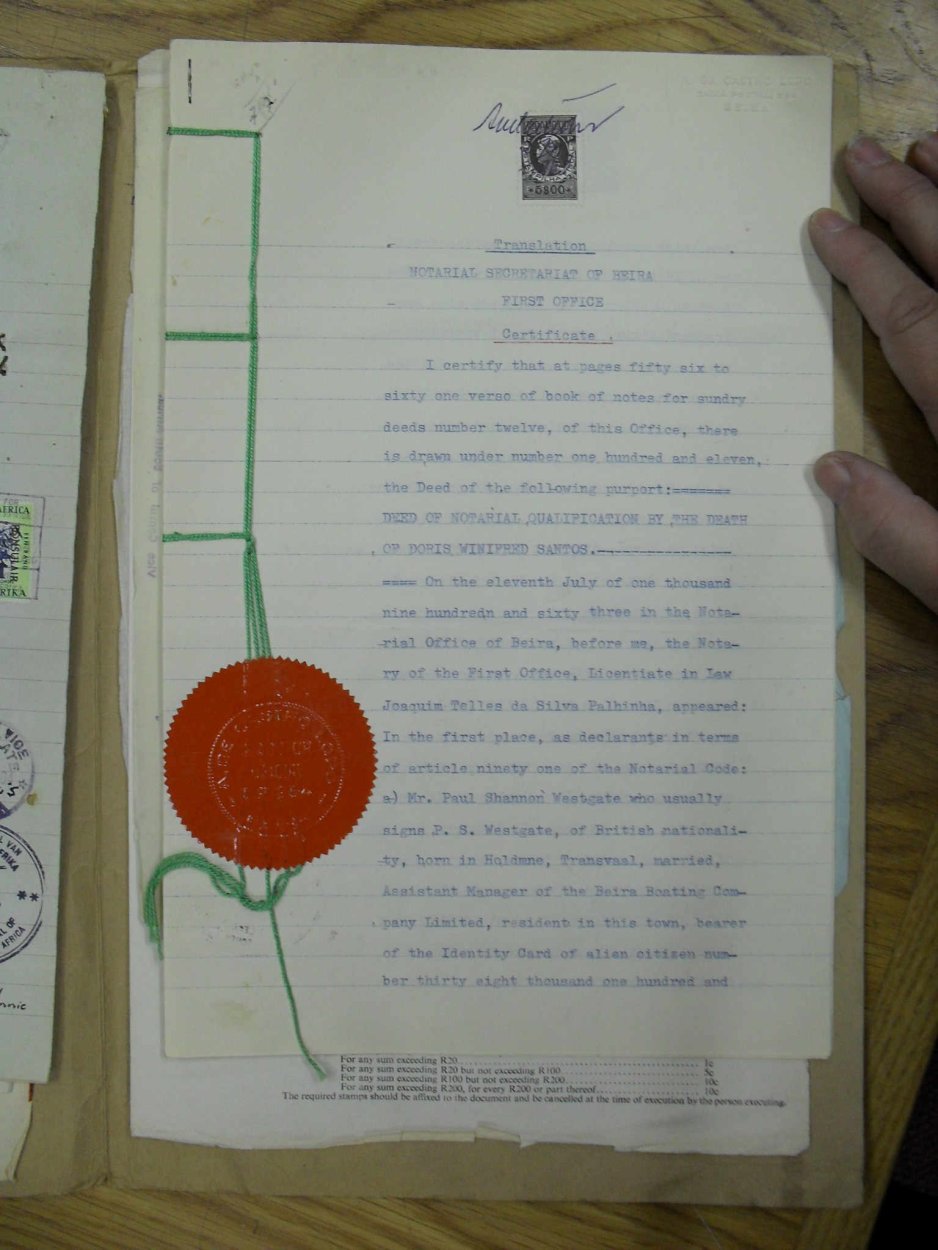 5$00
Translation
NOTARIAL SECRETARIAT OF BEIRA
FIRST OFFICE
Certificate.
I certify that at pages fifty six to
sixty one verso of book of notes for sundry
deeds number twelve, of this Office, there
is drawn under number one hundred and eleven,
the Deed of the following purport:=======
DEED OF NOTARIAL QUALIFICATION BY THE DEATH
OF DORIS WINIFRED SANTOS.----------------
==== On the eleventh July of one thousand
nine hundredn and sixty three in the Nota-
rial Office of Beira, before me, the Nota-
ry of the First Office, Licentiate in Law
Joaquim Telles da Silva Palhinha, appeared:
In the first place, as declarants in terms
of article ninety one of the Notarial Code:
a) Mr. Paul Shannon Westgate who usually
signs P. S. Westgate, of British nationali-
ty, born in Holdmne, Transvaal, married,
Assistant Manager of the Beira Boating Com-
pany Limited, resident in this town, bearer
of the Identity Card of alien citizen num-
ber thirty eight thousand one hundred and
For any sum exceeding R20 1c
For any sum exceeding R20 but not exceeding R100 5c
For any sum exceeding R100 but not exceeding R200 10c
For any sum exceeding R200, for every R200 or part thereof 10c
The required stamps should be affixed to the document and be cancelled at the time of execution by the person executing.